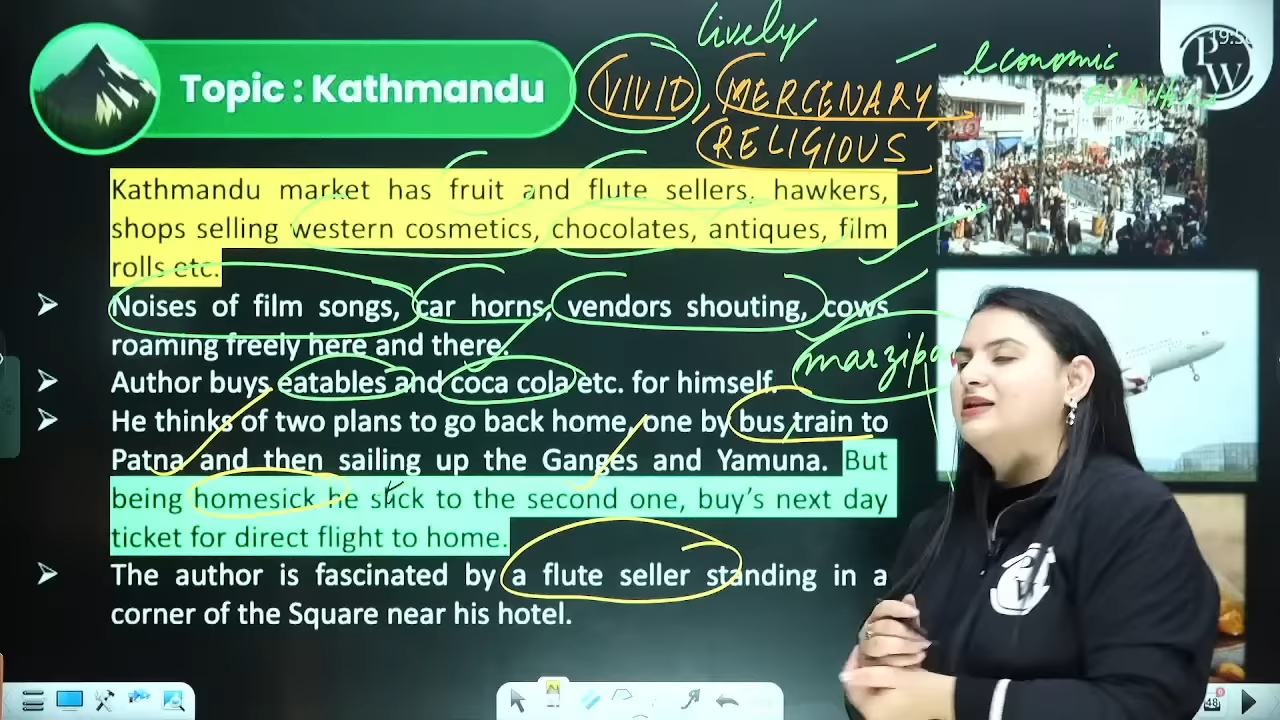 lively
economic
19:5
P
W
Topic : Kathmandu
VIVID, MERCENARY,
RELIGIOUS
Kathmandu market has fruit and flute sellers, hawkers,
shops selling western cosmetics, chocolates, antiques, film
rolls etc.
Noises of film songs, car horns, vendors shouting, cows
roaming freely here and there.
marzipa
Author buys eatables and coca cola etc. for himself.
He thinks of two plans to go back home, one by bus train to
Patna and then sailing up the Ganges and Yamuna. But
being homesick he stick to the second one, buy's next day
ticket for direct flight to home.
The author is fascinated by a flute seller standing in a
corner of the Square near his hotel.
48